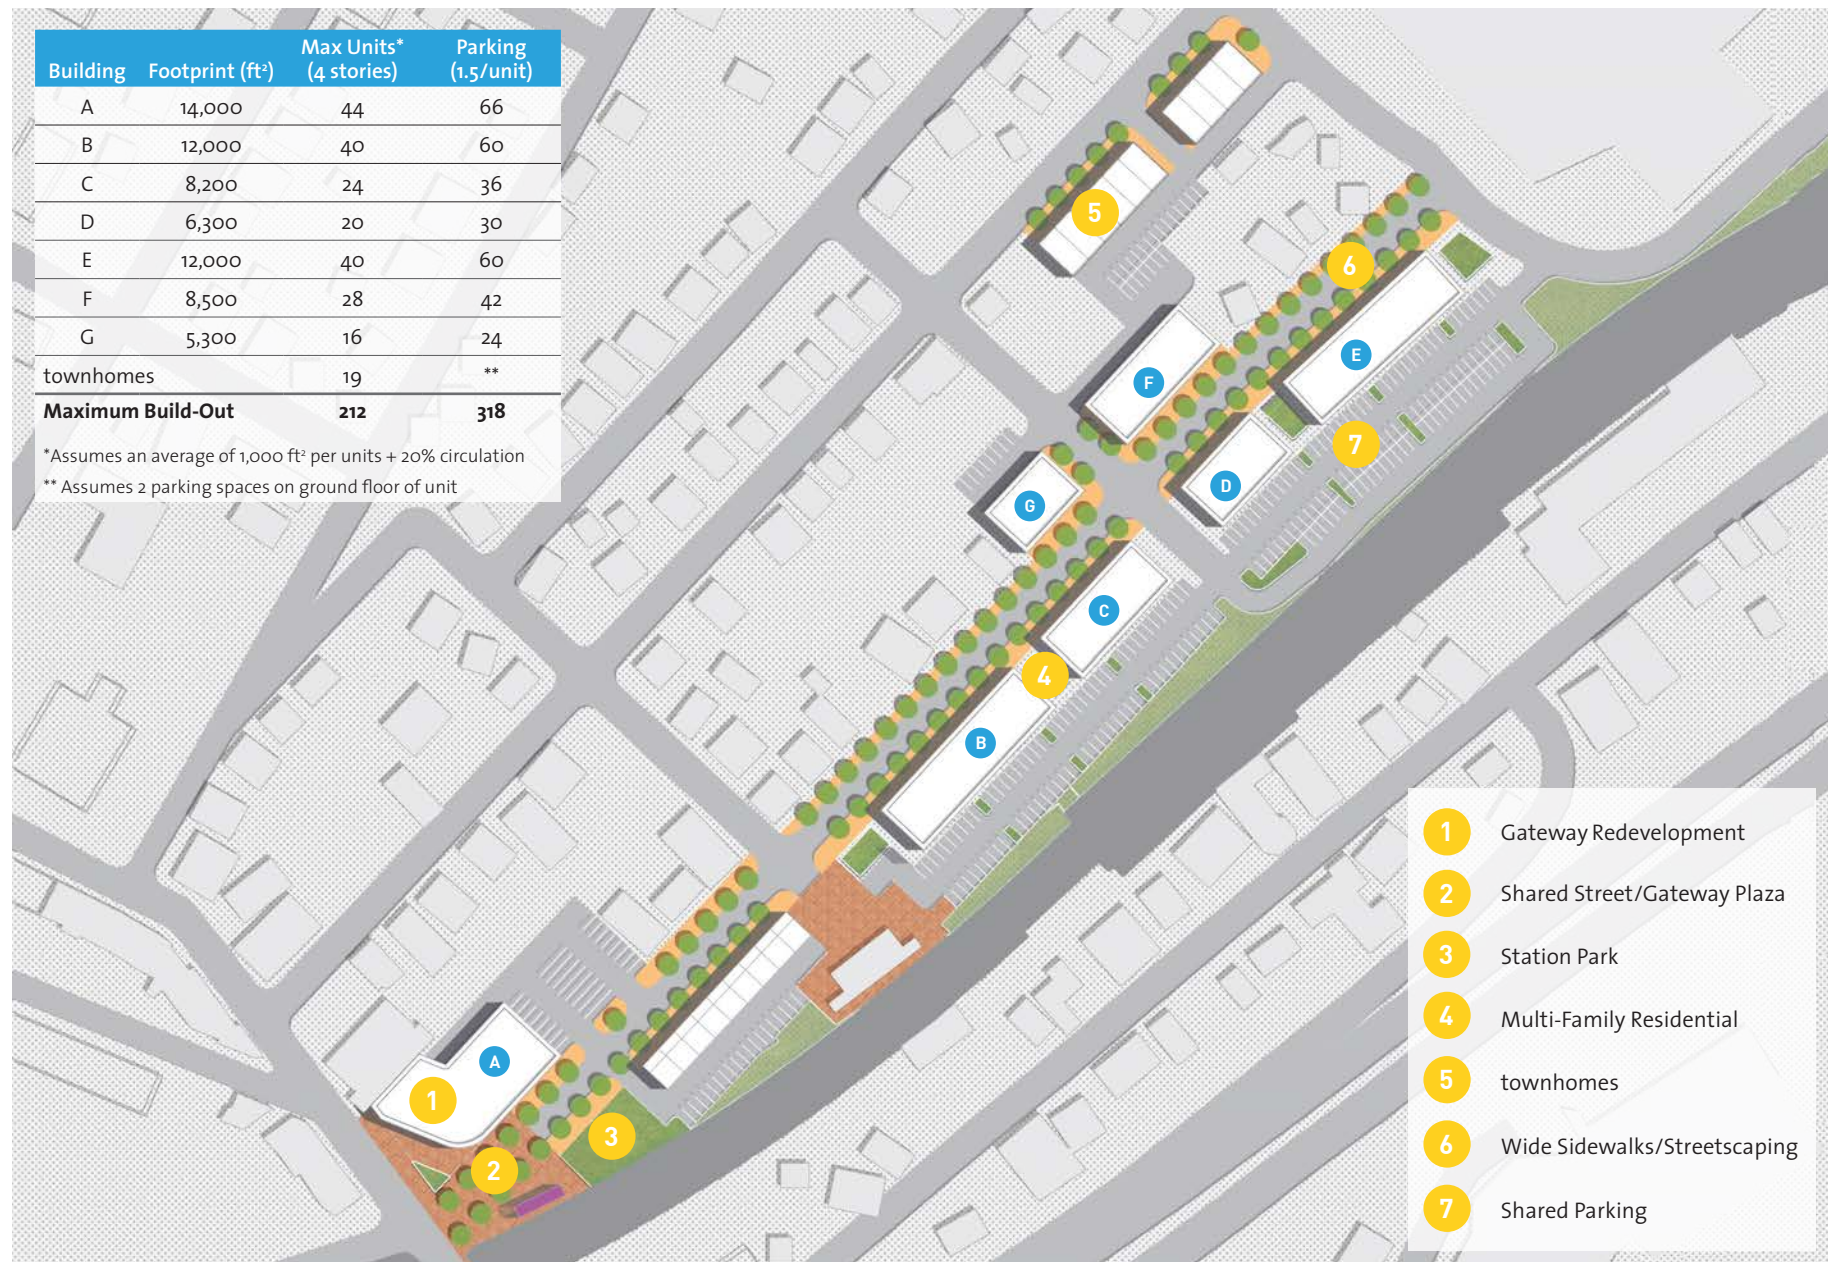 Building Footprint (ft²) Max Units* (4 stories) Parking (1.5/unit)
A 14,000 44 66
B 12,000 40 60
C 8,200 24 36
D 6,300 20 30
E 12,000 40 60
F 8,500 28 42
G 5,300 16 24
townhomes 19 **
Maximum Build-Out 212 318
*Assumes an average of 1,000 ft² per units + 20% circulation
** Assumes 2 parking spaces on ground floor of unit
5
6
E
F
7
D
G
C
4
B
A
1
3
2
1 Gateway Redevelopment
2 Shared Street/Gateway Plaza
3 Station Park
4 Multi-Family Residential
5 townhomes
6 Wide Sidewalks/Streetscaping
7 Shared Parking